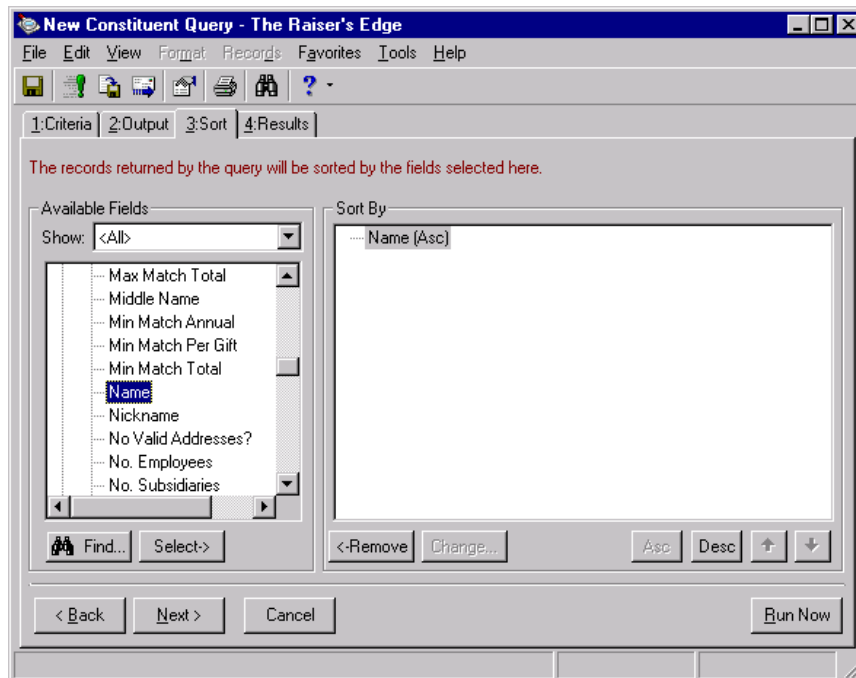 New Constituent Query - The Raiser's Edge
File Edit View Format Records Favorites Tools Help
1:Criteria 2:Output 3:Sort 4:Results
The records returned by the query will be sorted by the fields selected here.
Available Fields
Show: <All>
Max Match Total
Middle Name
Min Match Annual
Min Match Per Gift
Min Match Total
Name
Nickname
No Valid Addresses?
No. Employees
No. Subsidiaries
Find... Select->
Sort By
Name (Asc)
<-Remove Change... Asc Desc
< Back Next > Cancel Run Now